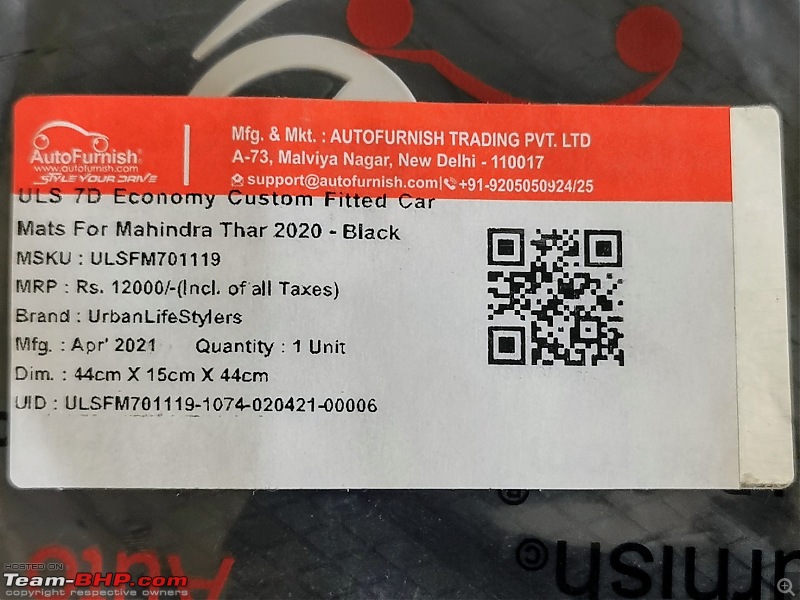 AutoFurnish
www.autofurnish.com
STYLE YOUR DRIVE
Mfg. & Mkt. : AUTOFURNISH TRADING PVT. LTD
A-73, Malviya Nagar, New Delhi - 110017
support@autofurnish.com| +91-9205050924/25
ULS 7D Economy Custom Fitted Car
Mats For Mahindra Thar 2020 - Black
MSKU : ULSFM701119
MRP : Rs. 12000/-(Incl. of all Taxes)
Brand : UrbanLifeStylers
Mfg. : Apr' 2021 Quantity : 1 Unit
Dim. : 44cm X 15cm X 44cm
UID : ULSFM701119-1074-020421-00006
HOSTED ON
Team-BHP.com
copyright respective owners
Auto
urnish
©